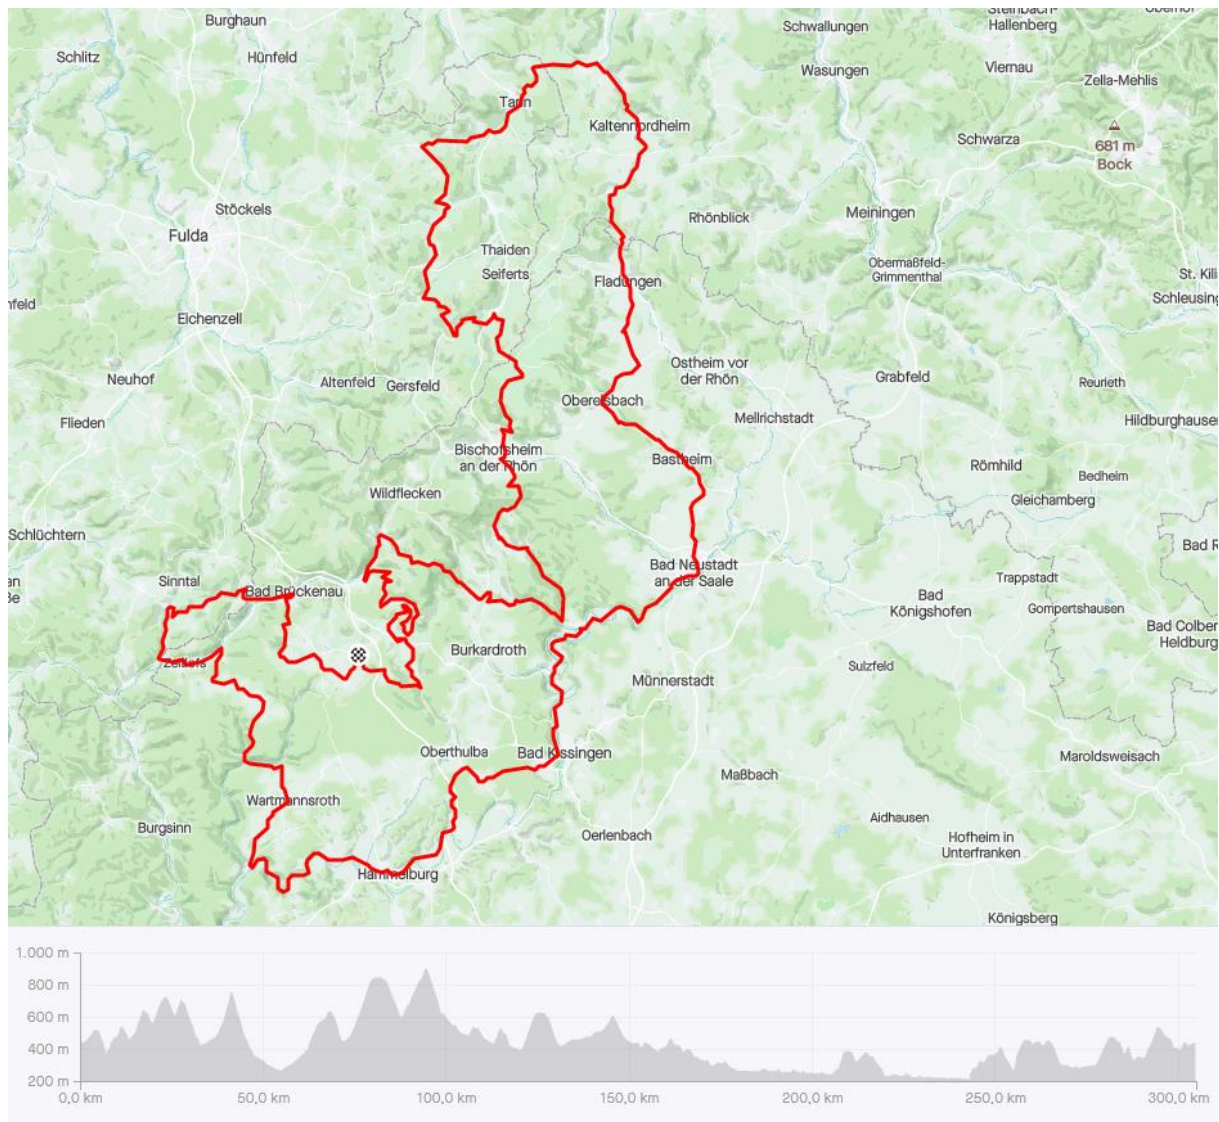 Burghaun
Schwallungen
Steinbach-
Hallenberg
Oberhof
Schlitz
Hünfeld
Wasungen
Viernau
Zella-Mehlis
Tann
Kaltennordheim
Schwarza
681 m
Bock
Stöckels
Fulda
Rhönblick
Meiningen
Thaiden
Seiferts
Obermaßfeld-
Grimmenthal
Fladungen
St. Kili
nfeld
Schleusing
Eichenzell
Ostheim vor
der Rhön
Neuhof
Altenfeld
Gersfeld
Grabfeld
Reurieth
Oberelsbach
Flieden
Mellrichstadt
Hildburghause
Bischofsheim
an der Rhön
Bastheim
Römhild
Bedheim
Wildflecken
Gleichamberg
Schlüchtern
Bad R
Bad Neustadt
an der Saale
Sinntal
Bad Brückenau
Trappstadt
Bad
Königshofen
Gompertshausen
Bad Colber
Heldburg
Burkardroth
Zeitlofs
Sulzfeld
Münnerstadt
Oberthulba
Bad Kissingen
Maroldsweisach
Maßbach
Wartmannsroth
Burgsinn
Oerlenbach
Aidhausen
Hofheim in
Unterfranken
Hammelburg
Königsberg
1.000 m
800 m
600 m
400 m
200 m
0,0 km
50,0 km
100,0 km
150,0 km
200,0 km
250,0 km
300,0 km